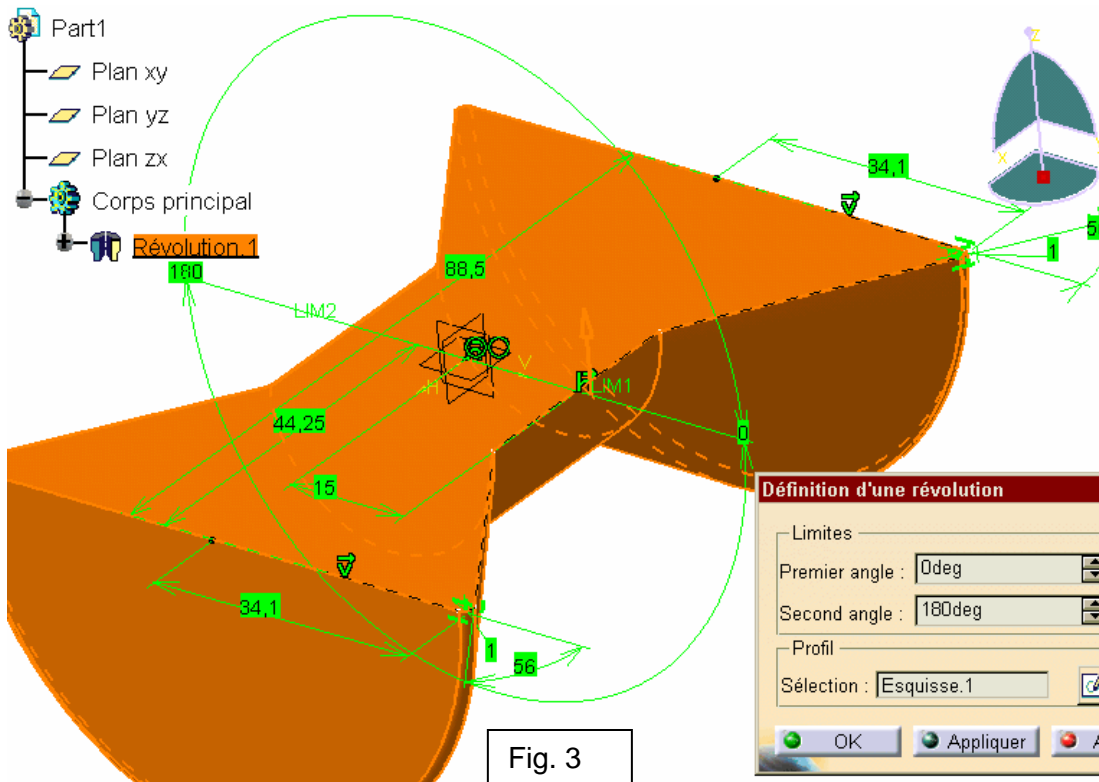 Part1
Plan xy
Plan yz
Plan zx
Corps principal
Révolution.1
z
x
34,1
5
1
180
88,5
LIM2
V
H
LIM1
44,25
0
15
34,1
1
56
Définition d'une révolution
Limites
Premier angle : 0deg
Second angle : 180deg
Profil
Sélection : Esquisse.1
OK Appliquer A
Fig. 3